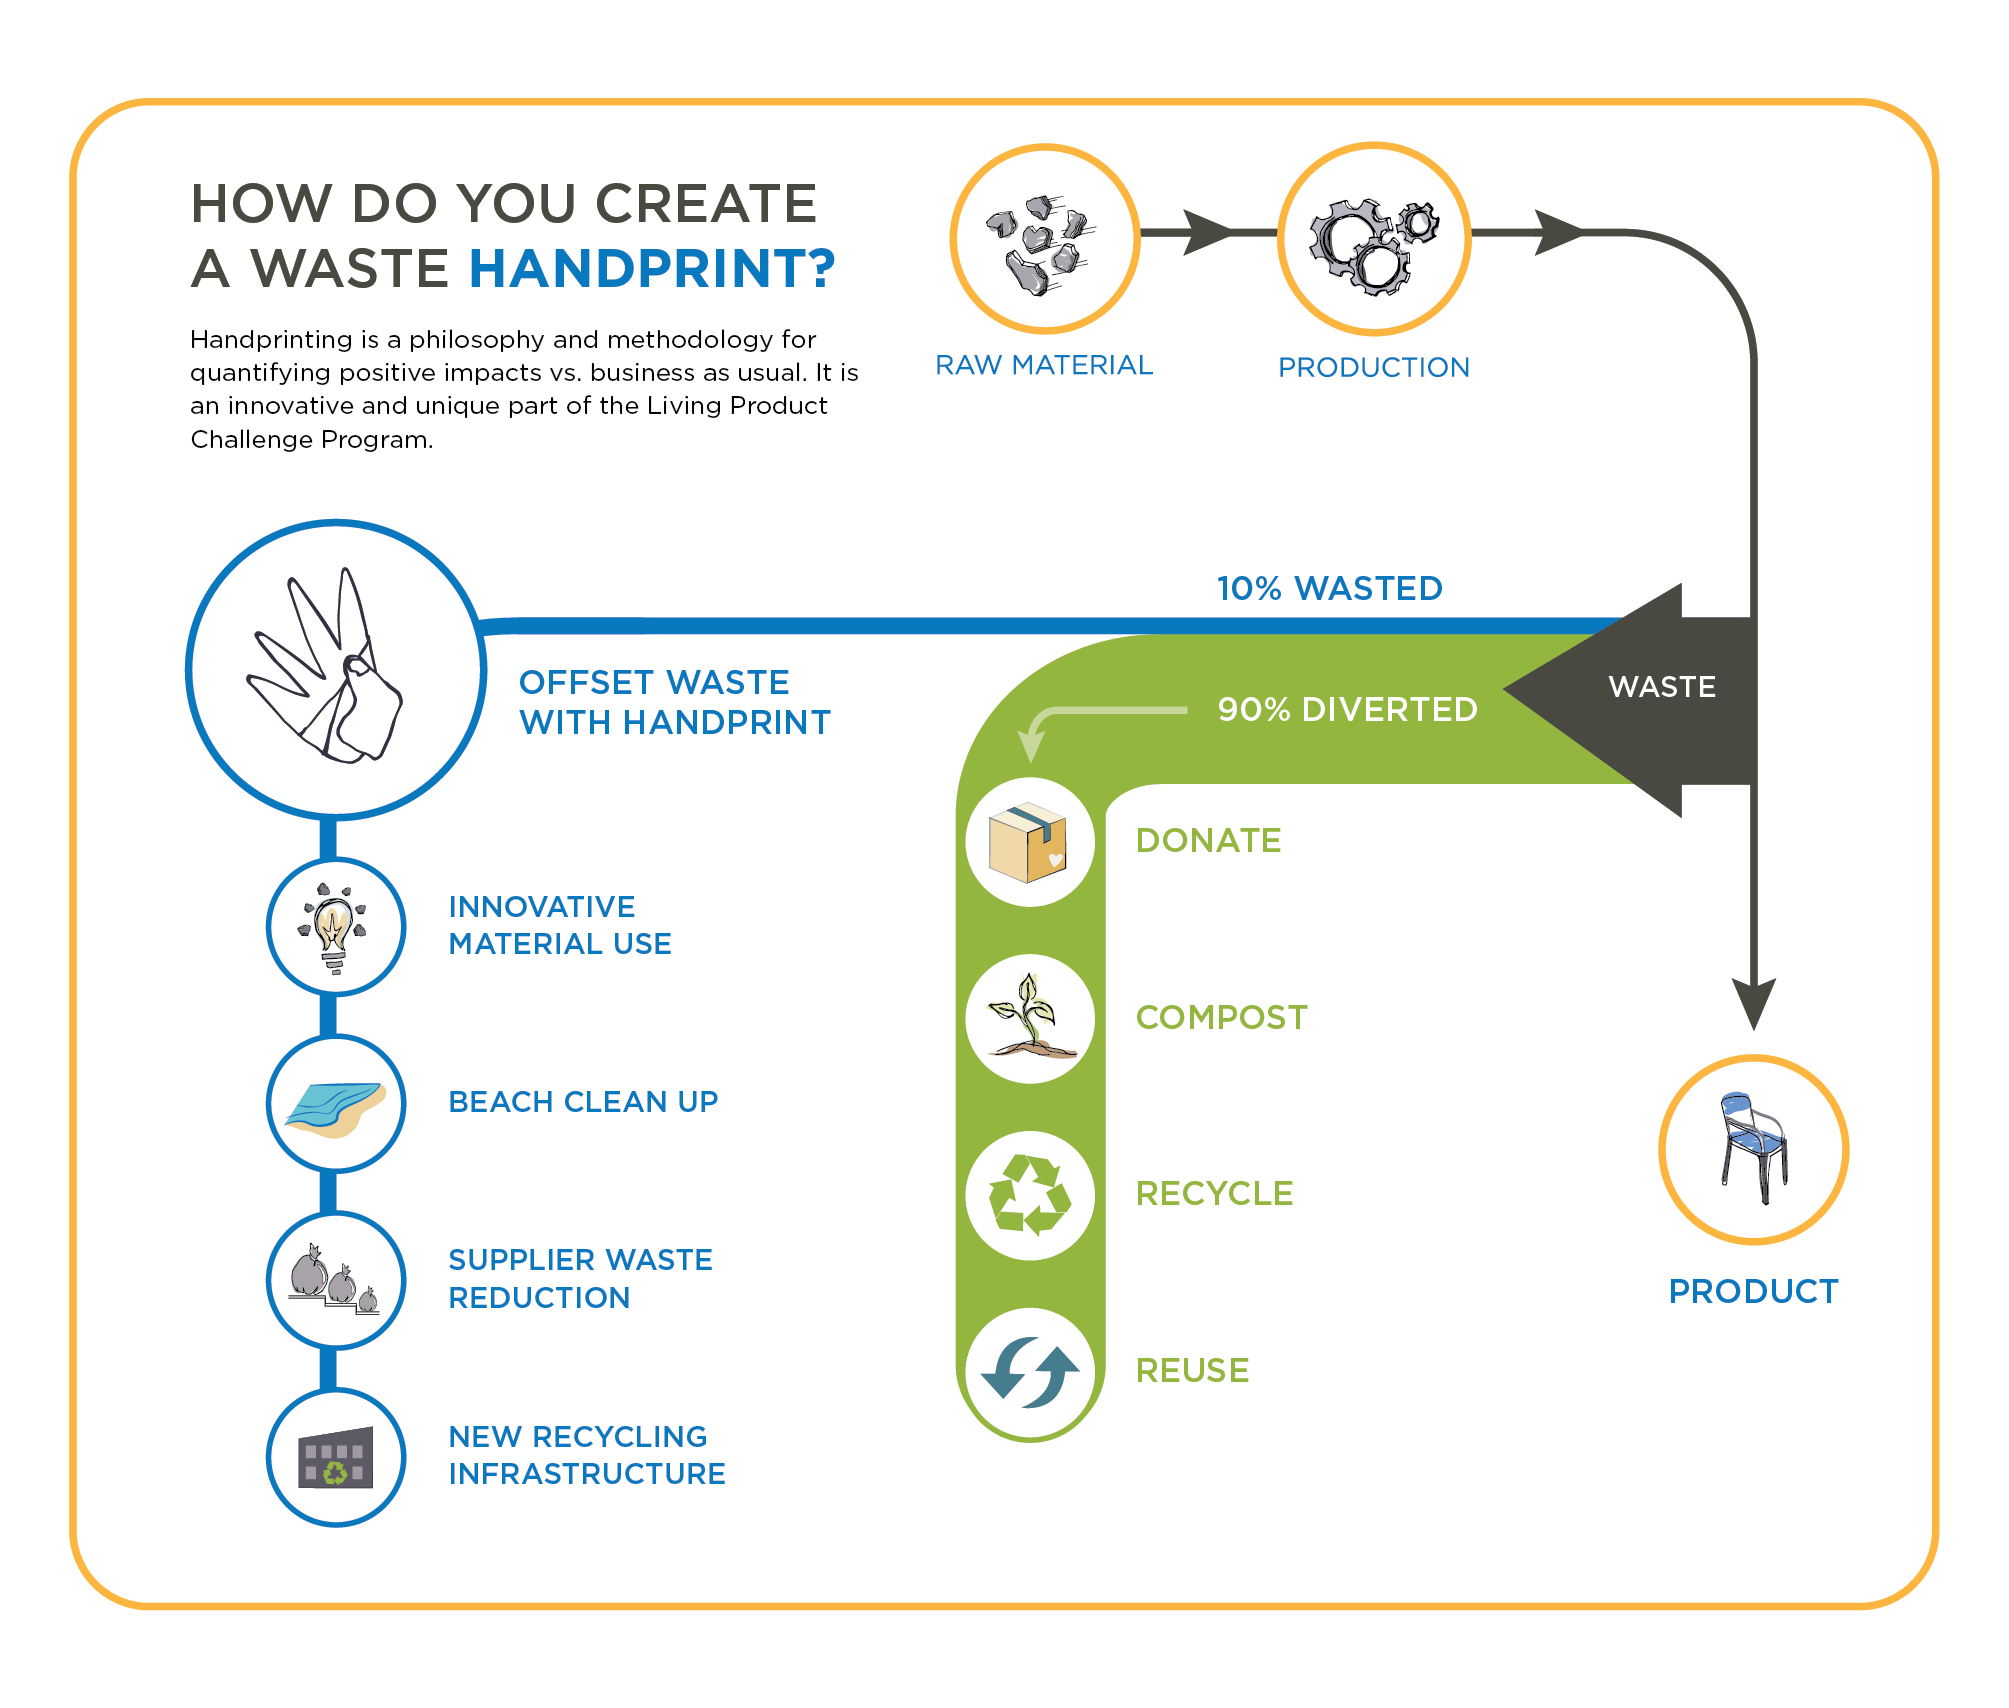 HOW DO YOU CREATE
A WASTE HANDPRINT?
Handprinting is a philosophy and methodology for
quantifying positive impacts vs. business as usual. It is
an innovative and unique part of the Living Product
Challenge Program.
RAW MATERIAL
PRODUCTION
10% WASTED
WASTE
90% DIVERTED
OFFSET WASTE
WITH HANDPRINT
INNOVATIVE
MATERIAL USE
BEACH CLEAN UP
SUPPLIER WASTE
REDUCTION
NEW RECYCLING
INFRASTRUCTURE
DONATE
COMPOST
RECYCLE
REUSE
PRODUCT